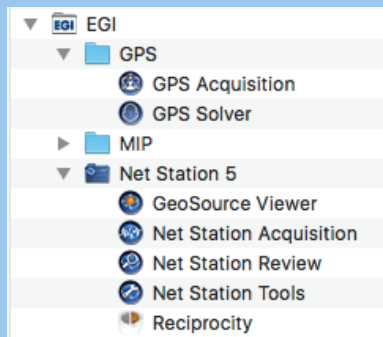 EGI EGI
GPS
GPS Acquisition
GPS Solver
MIP
Net Station 5
GeoSource Viewer
Net Station Acquisition
Net Station Review
Net Station Tools
Reciprocity